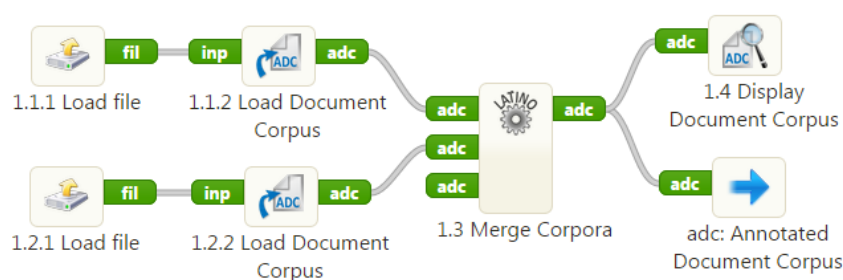 fil
inp
ADC
adc
1.1.1 Load file
1.1.2 Load Document
Corpus
fil
inp
ADC
adc
1.2.1 Load file
1.2.2 Load Document
Corpus
adc
adc
adc
LATINO
adc
1.3 Merge Corpora
adc
ADC
1.4 Display
Document Corpus
adc
adc: Annotated
Document Corpus